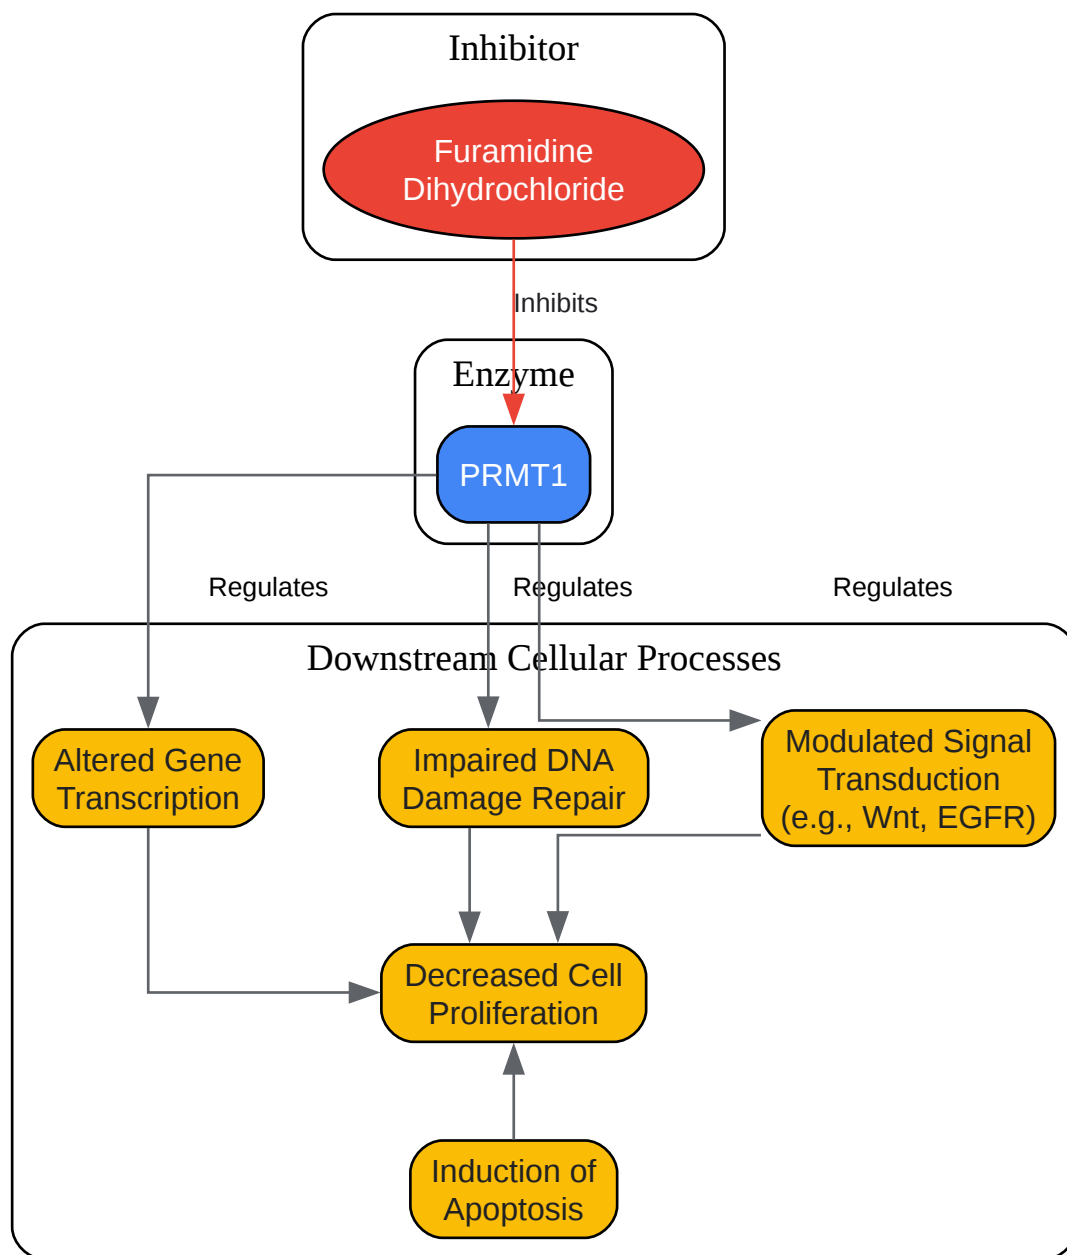 Inhibitor
Furamidine
Dihydrochloride
Inhibits
Enzyme
PRMT1
Regulates
Regulates
Regulates
Downstream Cellular Processes
Altered Gene
Transcription
Impaired DNA
Damage Repair
Modulated Signal
Transduction
(e.g., Wnt, EGFR)
Decreased Cell
Proliferation
Induction of
Apoptosis